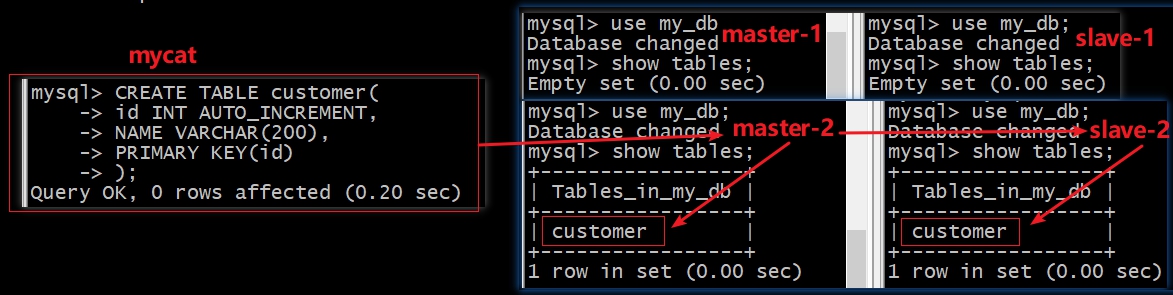 mycat
mysql> CREATE TABLE customer(
-> id INT AUTO_INCREMENT,
-> NAME VARCHAR(200),
-> PRIMARY KEY(id)
-> );
Query OK, 0 rows affected (0.20 sec)
master-1
mysql> use my_db
Database changed
mysql> show tables;
Empty set (0.00 sec)
slave-1
mysql> use my_db;
Database changed
mysql> show tables;
Empty set (0.00 sec)
master-2
mysql> use my_db;
Database changed
mysql> show tables;
+-------------------+
| Tables_in_my_db |
+-------------------+
| customer |
+-------------------+
1 row in set (0.00 sec)
slave-2
mysql> use my_db;
Database changed
mysql> show tables;
+-------------------+
| Tables_in_my_db |
+-------------------+
| customer |
+-------------------+
1 row in set (0.00 sec)